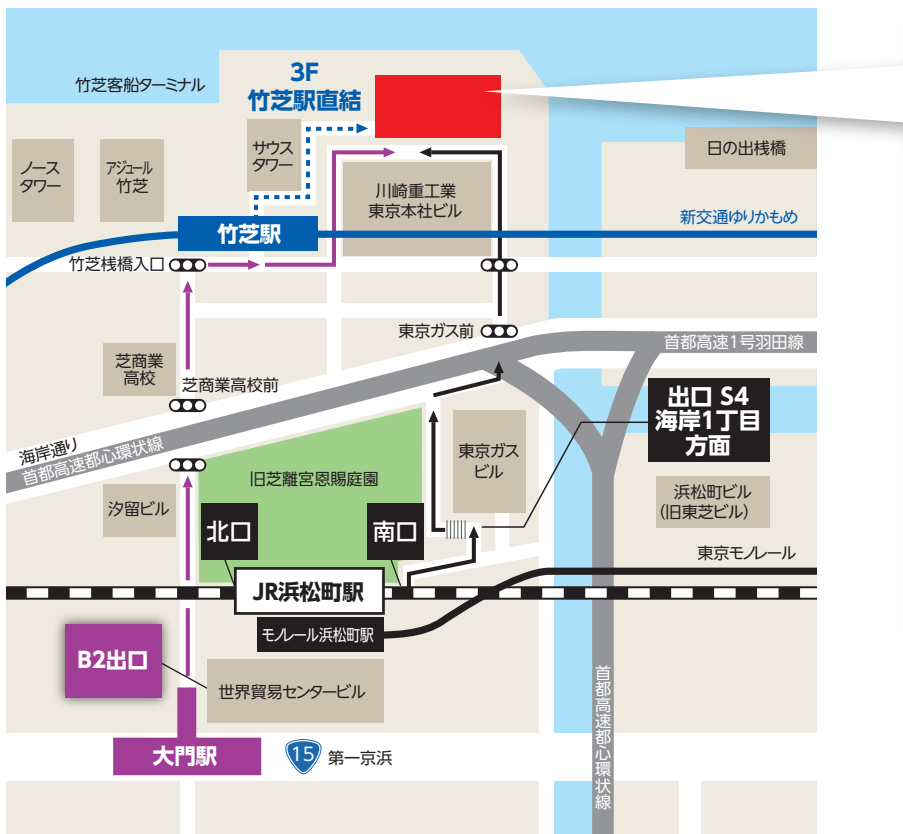 竹芝客船ターミナル
3F
竹芝駅直結
サウス
タワー
ノース
タワー
アジュール
竹芝
川崎重工業
東京本社ビル
日の出桟橋
竹芝駅
新交通ゆりかもめ
竹芝桟橋入口
東京ガス前
首都高速1号羽田線
芝商業
高校
芝商業高校前
出口 S4
海岸1丁目
方面
海岸通り
首都高速都心環状線
東京ガス
ビル
旧芝離宮恩賜庭園
汐留ビル
浜松町ビル
(旧東芝ビル)
北口
南口
東京モノレール
JR浜松町駅
モノレール浜松町駅
B2出口
世界貿易センタービル
首都高速都心環状線
大門駅
15
第一京浜